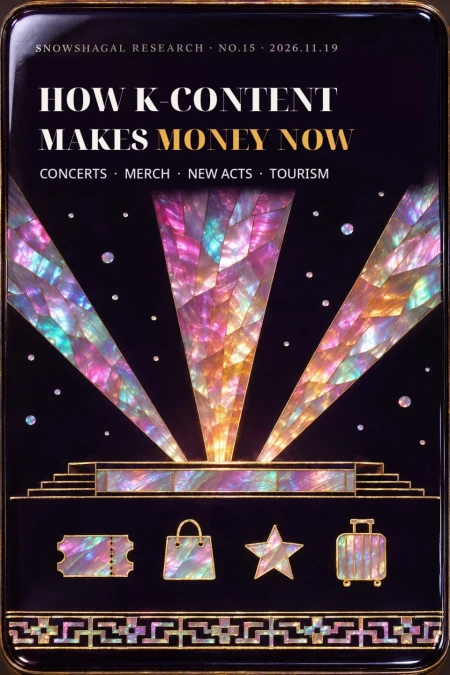 SNOWSHAGAL RESEARCH · NO.15 · 2026.11.19
HOW K-CONTENT
MAKES MONEY NOW
CONCERTS · MERCH · NEW ACTS · TOURISM